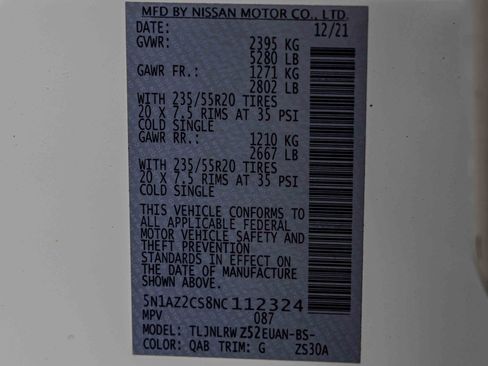 MFD BY NISSAN MOTOR CO., LTD.
DATE: 12/21
GVWR: 2395 KG
5280 LB
GAWR FR.: 1271 KG
2802 LB
WITH 235/55R20 TIRES
20 X 7.5 RIMS AT 35 PSI
COLD SINGLE
GAWR RR.: 1210 KG
2667 LB
WITH 235/55R20 TIRES
20 X 7.5 RIMS AT 35 PSI
COLD SINGLE
THIS VEHICLE CONFORMS TO
ALL APPLICABLE FEDERAL
MOTOR VEHICLE SAFETY AND
THEFT PREVENTION
STANDARDS IN EFFECT ON
THE DATE OF MANUFACTURE
SHOWN ABOVE.
5N1AZ2CS8NC112324
MPV 087
MODEL: TLJNLRW Z52EUAN-BS-
COLOR: QAB TRIM: G ZS30A